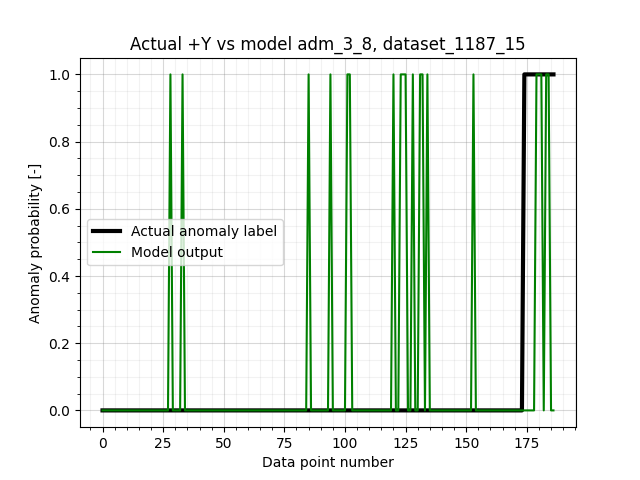 Actual +Y vs model adm_3_8, dataset_1187_15
Anomaly probability [-]
1.0
0.8
0.6
0.4
0.2
0.0
Actual anomaly label
Model output
0 25 50 75 100 125 150 175
Data point number